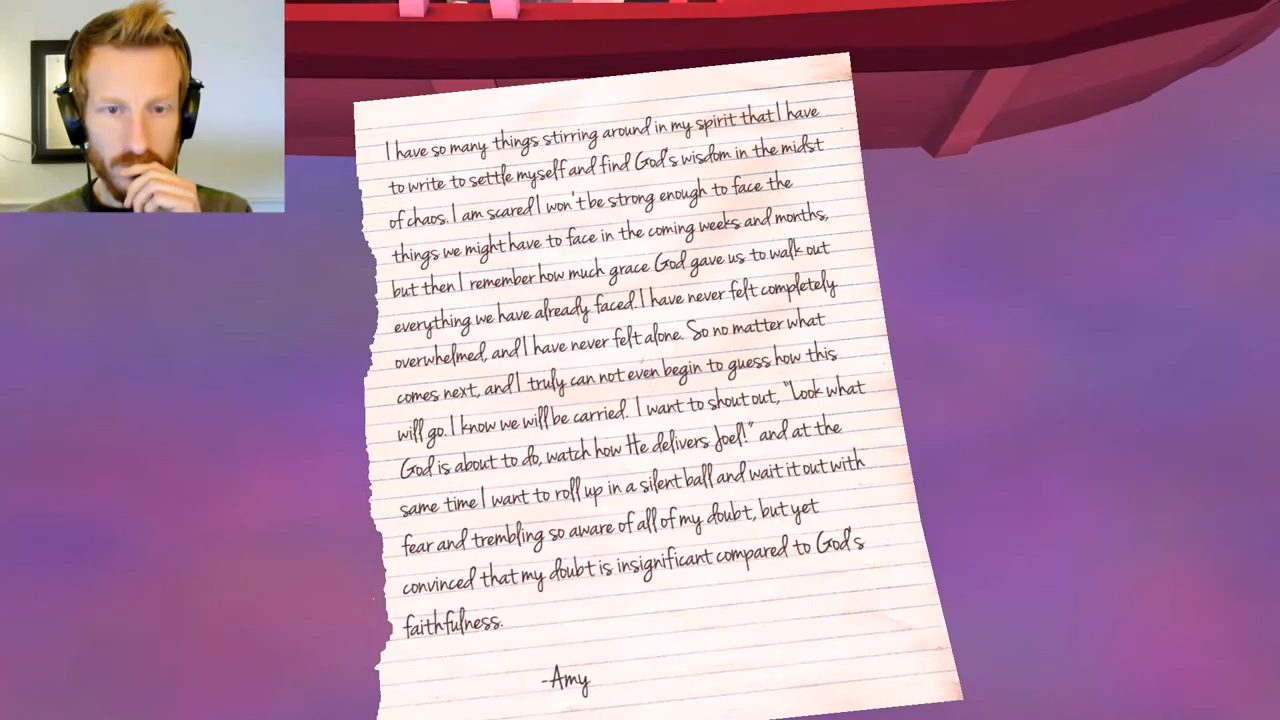 I have so many things stirring around in my spirit that I have
to write to settle myself and find God's wisdom in the midst
of chaos. I am scared I won't be strong enough to face the
things we might have to face in the coming weeks and months,
but then I remember how much grace God gave us to walk out
everything we have already faced. I have never felt completely
overwhelmed, and I have never felt alone. So no matter what
comes next, and I truly can not even begin to guess how this
will go. I know we will be carried. I want to shout out, "Look what
God is about to do, watch how He delivers Joel!" and at the
same time I want to roll up in a silent ball and wait it out with
fear and trembling so aware of all of my doubt, but yet
convinced that my doubt is insignificant compared to God's
faithfulness.
-Amy